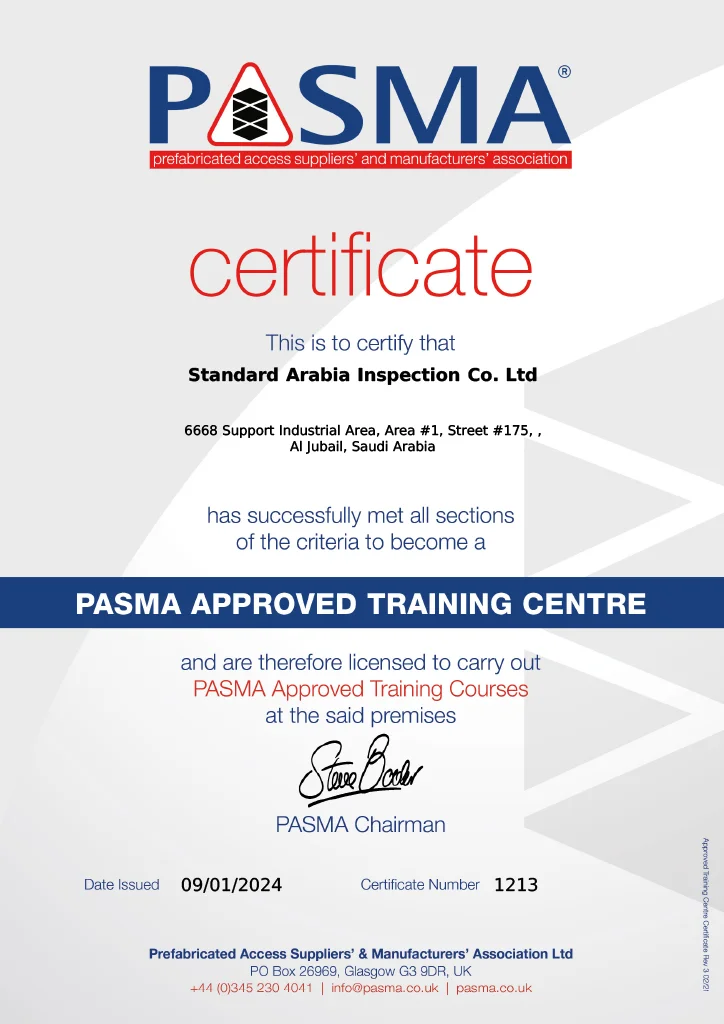 PASMA®
prefabricated access suppliers' and manufacturers' association
certificate
This is to certify that
Standard Arabia Inspection Co. Ltd
6668 Support Industrial Area, Area #1, Street #175, ,
Al Jubail, Saudi Arabia
has successfully met all sections
of the criteria to become a
PASMA APPROVED TRAINING CENTRE
and are therefore licensed to carry out
PASMA Approved Training Courses
at the said premises
Steve Booler
PASMA Chairman
Date Issued 09/01/2024 Certificate Number 1213
Prefabricated Access Suppliers' & Manufacturers' Association Ltd
PO Box 26969, Glasgow G3 9DR, UK
+44 (0)345 230 4041 | info@pasma.co.uk | pasma.co.uk
Approved Training Centre Certificate Rev 3 02/21